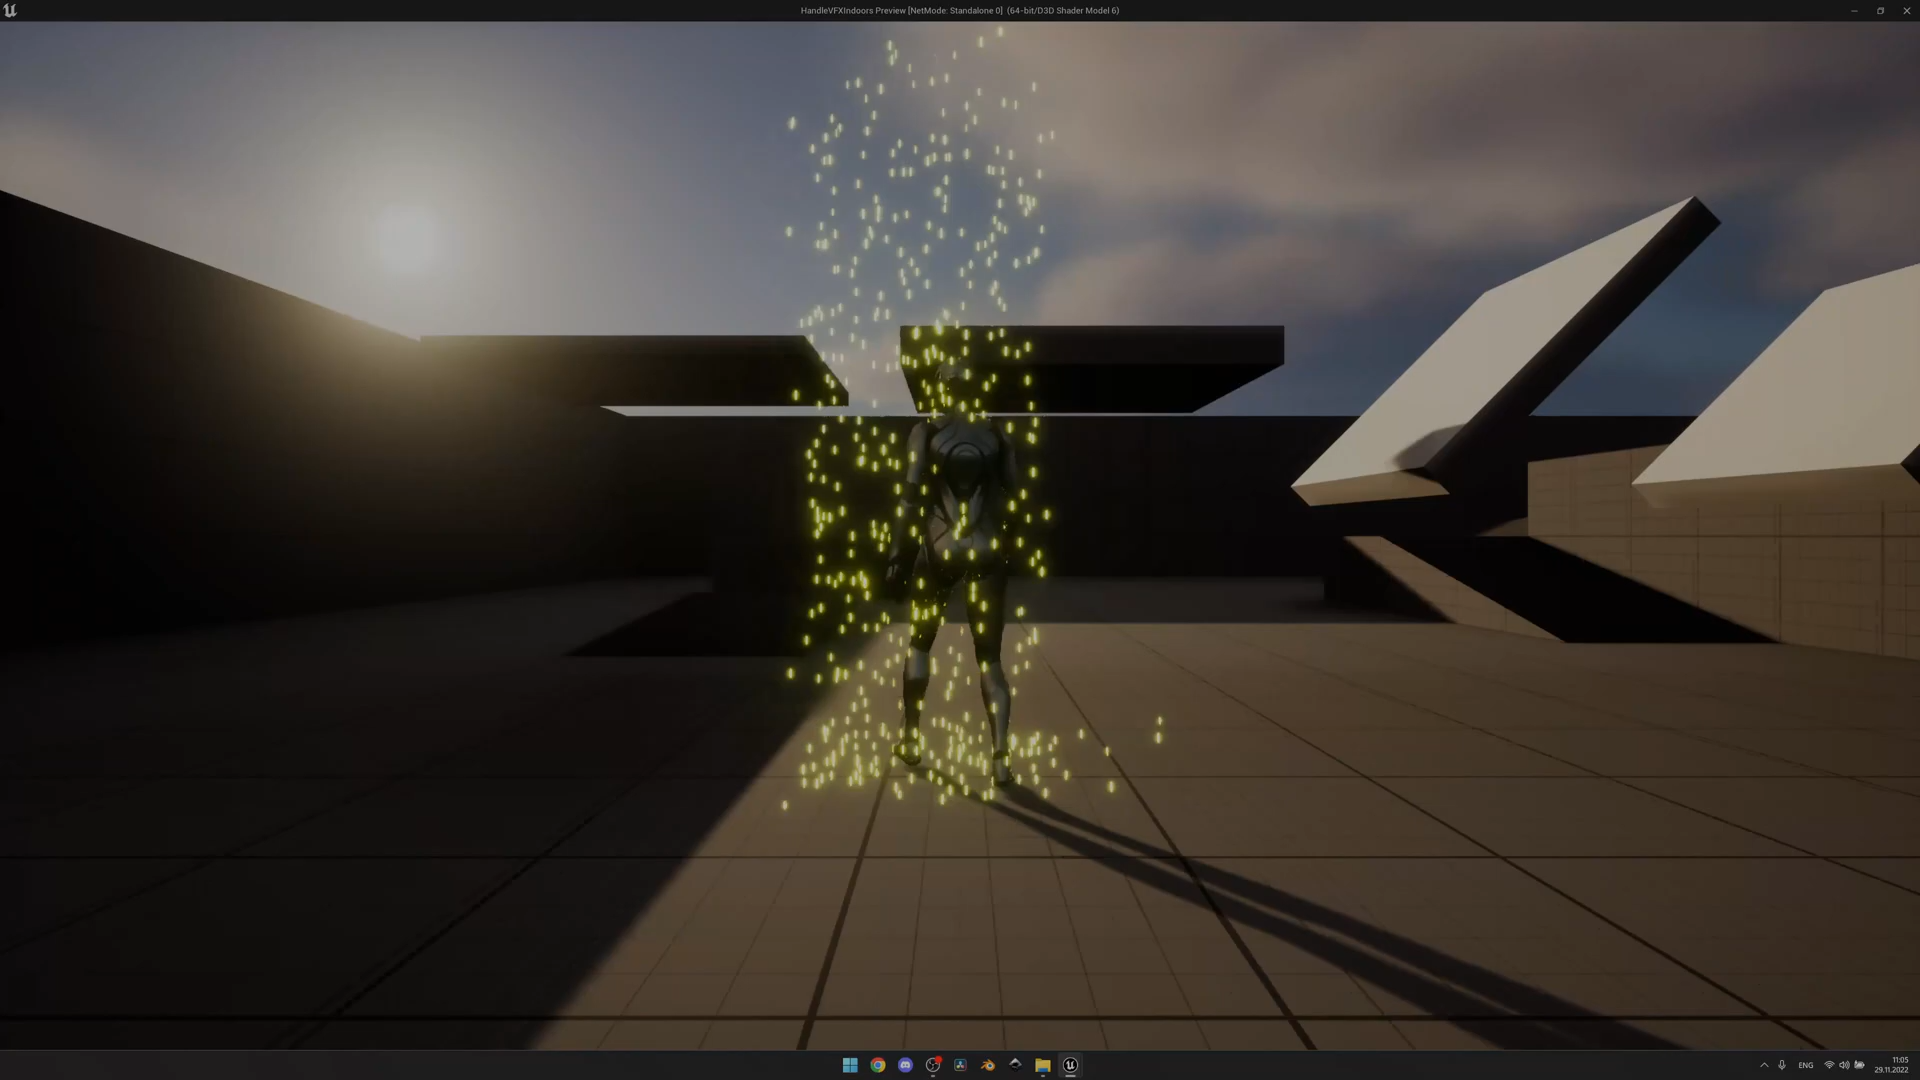 HandleVFXIndoors Preview [NetMode: Standalone 0] (64-bit/D3D Shader Model 6)
ENG
11:05
29.11.2022